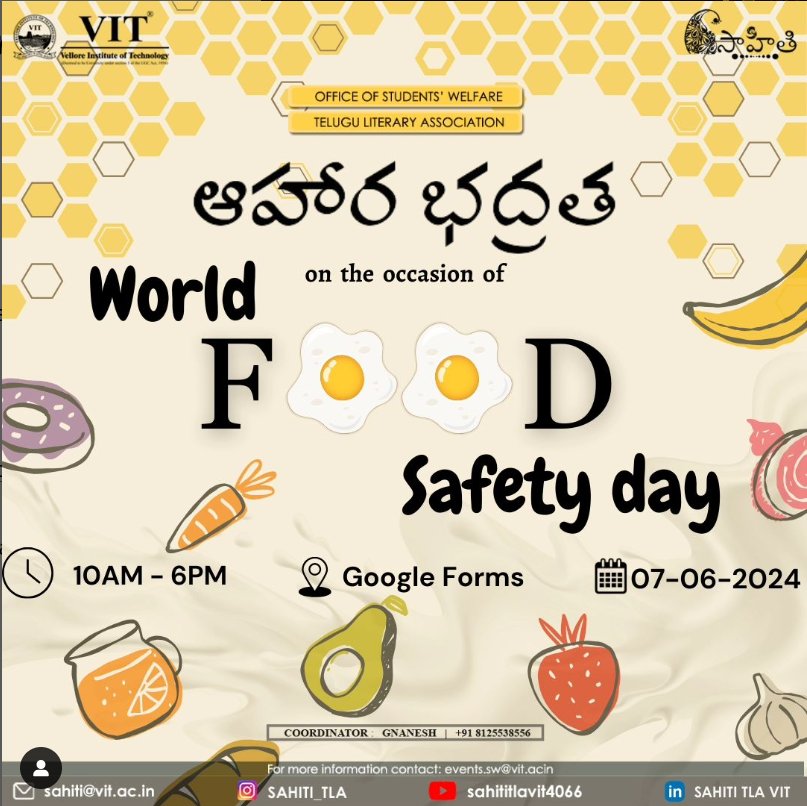 VIT®
Vellore Institute of Technology
సాహితి
OFFICE OF STUDENTS' WELFARE
TELUGU LITERARY ASSOCIATION
ఆహార భద్రత
on the occasion of
World
FOOD
Safety day
10AM - 6PM
Google Forms
07-06-2024
COORDINATOR : GNANESH | +91 8125538556
For more information contact: events.sw@vit.acin
sahiti@vit.ac.in
SAHITI_TLA
sahititlavit4066
SAHITI TLA VIT